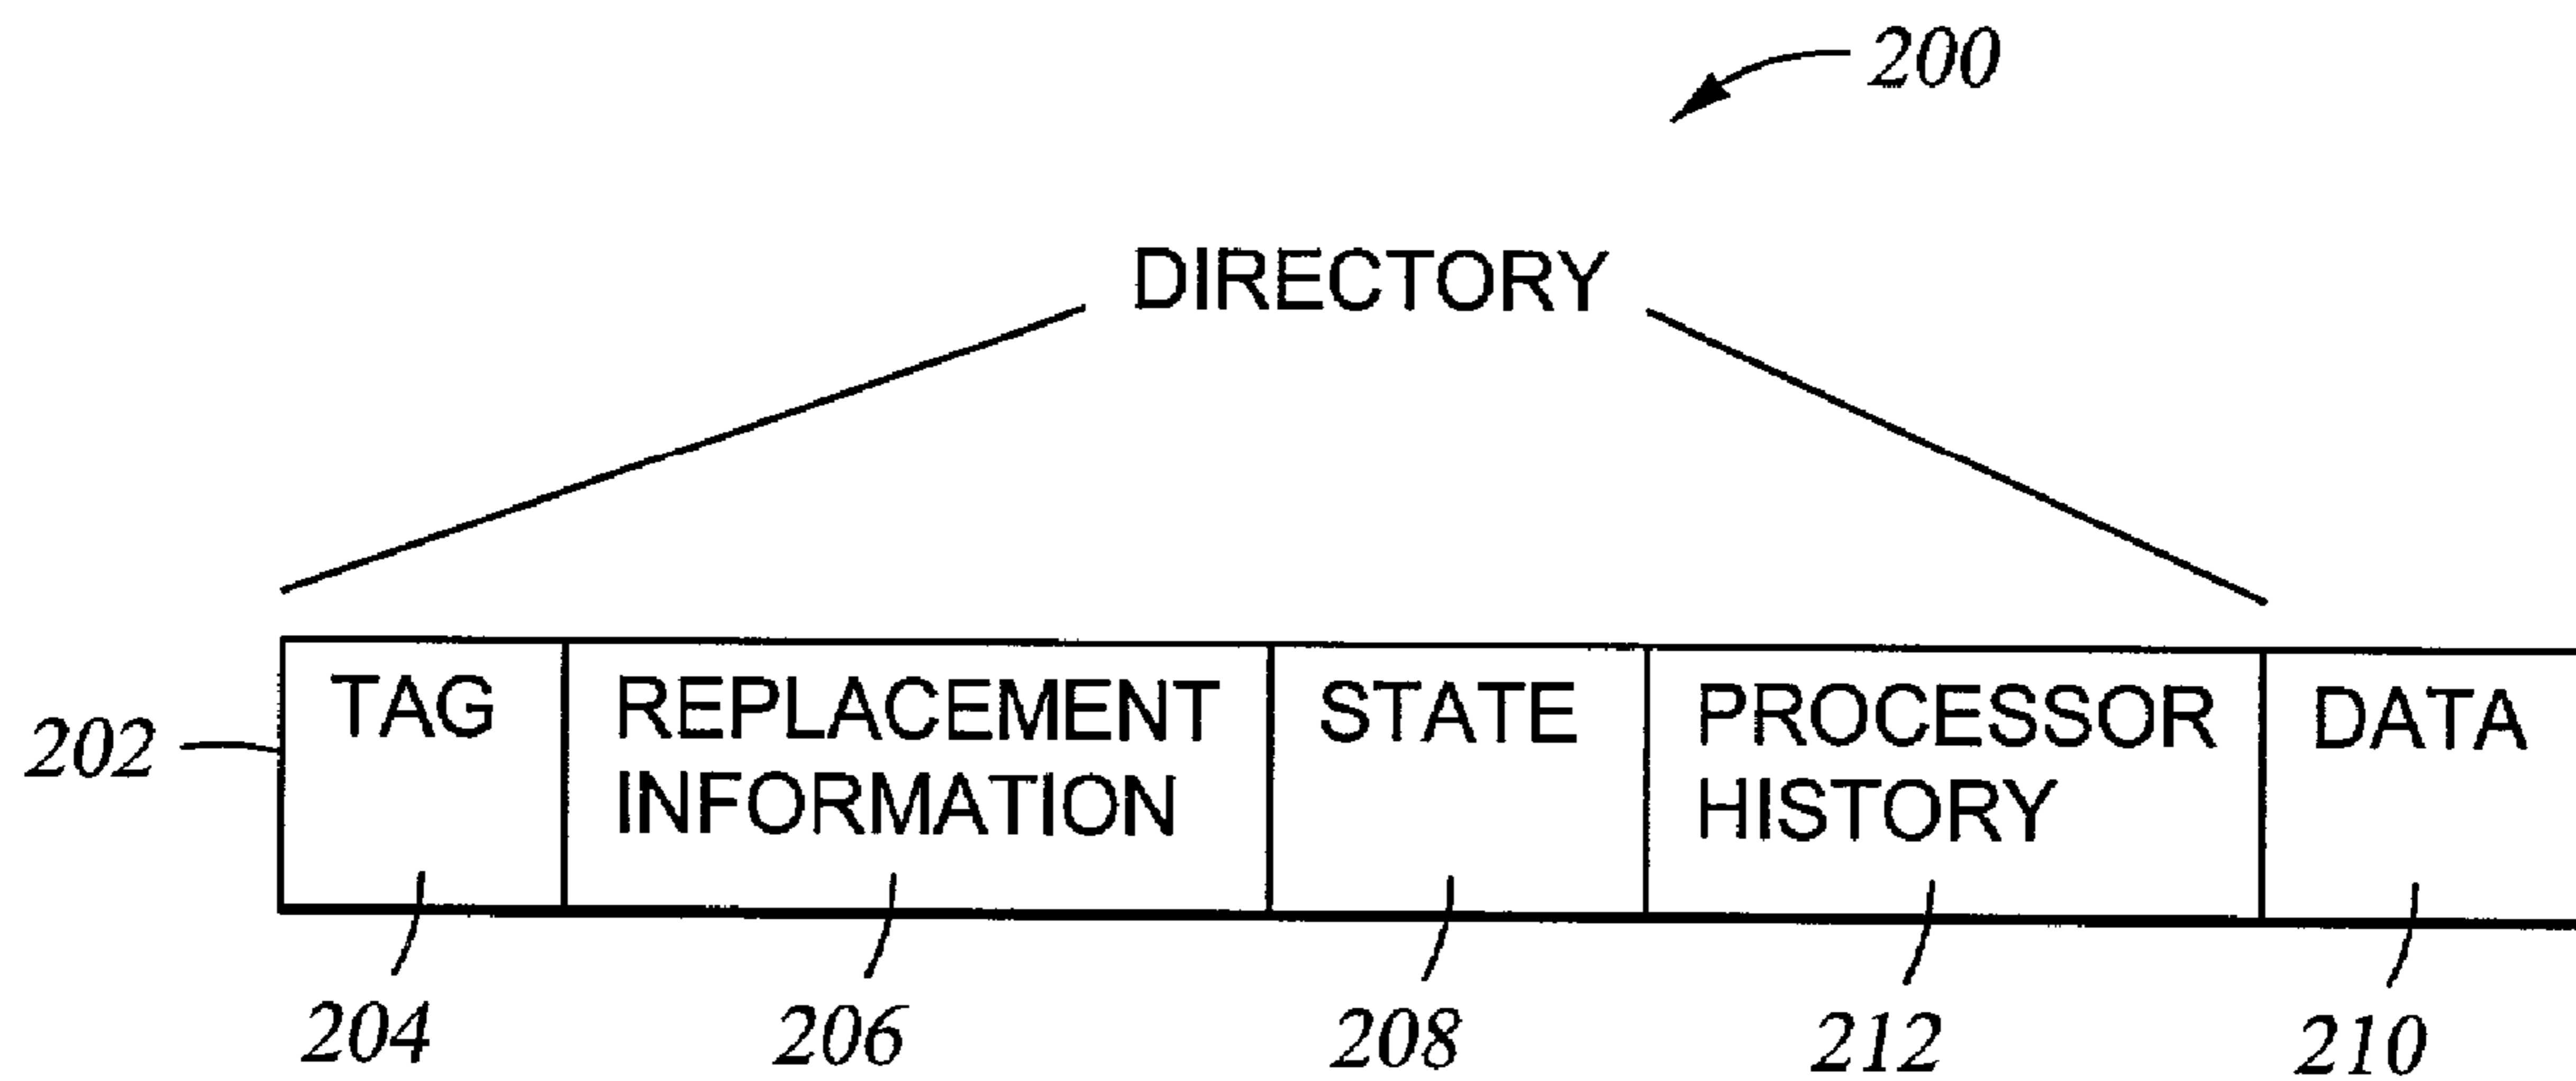 200
DIRECTORY
202
TAG
REPLACEMENT
INFORMATION
STATE
PROCESSOR
HISTORY
DATA
204
206
208
212
210